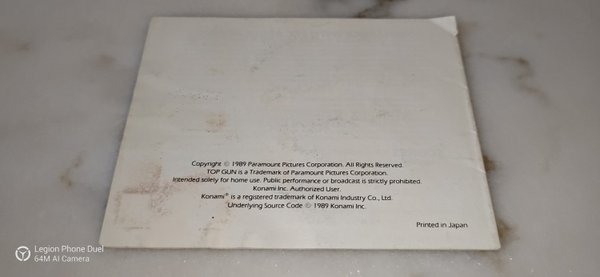 Copyright © 1989 Paramount Pictures Corporation. All Rights Reserved.
TOP GUN is a Trademark of Paramount Pictures Corporation.
Intended solely for home use. Public performance or broadcast is strictly prohibited.
Konami Inc. Authorized User.
Konami® is a registered trademark of Konami Industry Co., Ltd.
Underlying Source Code © 1989 Konami Inc.
Printed in Japan
Legion Phone Duel
64M AI Camera